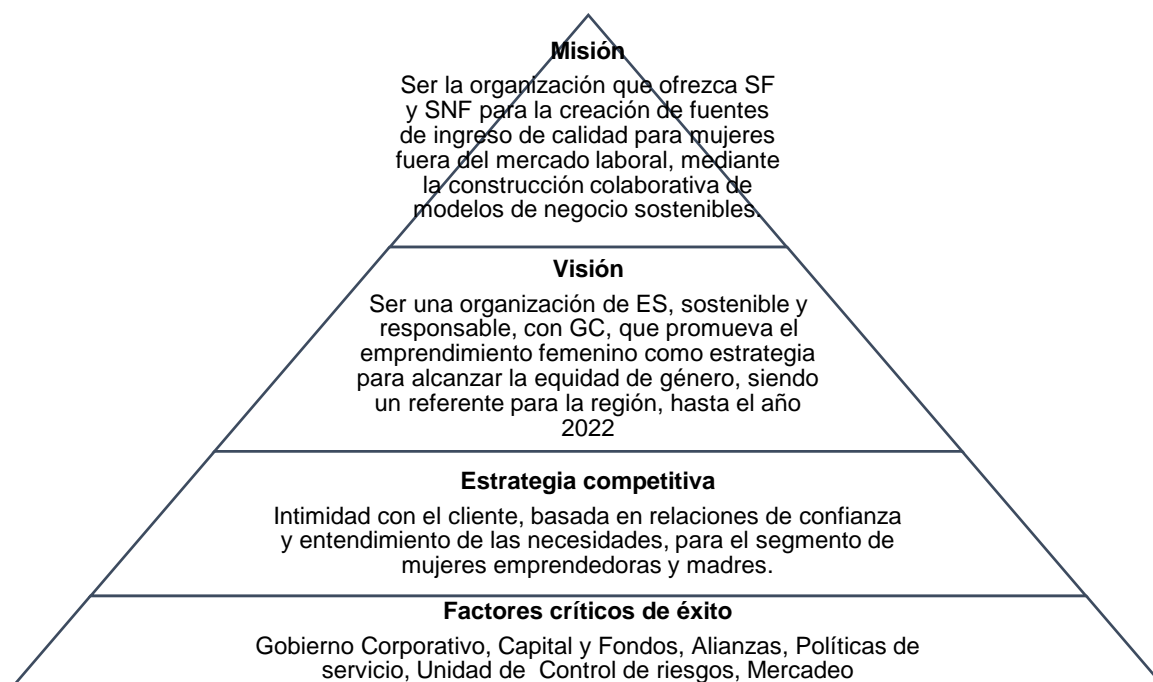 Misión
Ser la organización que ofrezca SF
y SNF para la creación de fuentes
de ingreso de calidad para mujeres
fuera del mercado laboral, mediante
la construcción colaborativa de
modelos de negocio sostenibles.
Visión
Ser una organización de ES, sostenible y
responsable, con GC, que promueva el
emprendimiento femenino como estrategia
para alcanzar la equidad de género, siendo
un referente para la región, hasta el año
2022
Estrategia competitiva
Intimidad con el cliente, basada en relaciones de confianza
y entendimiento de las necesidades, para el segmento de
mujeres emprendedoras y madres.
Factores críticos de éxito
Gobierno Corporativo, Capital y Fondos, Alianzas, Políticas de
servicio, Unidad de  Control de riesgos, Mercadeo